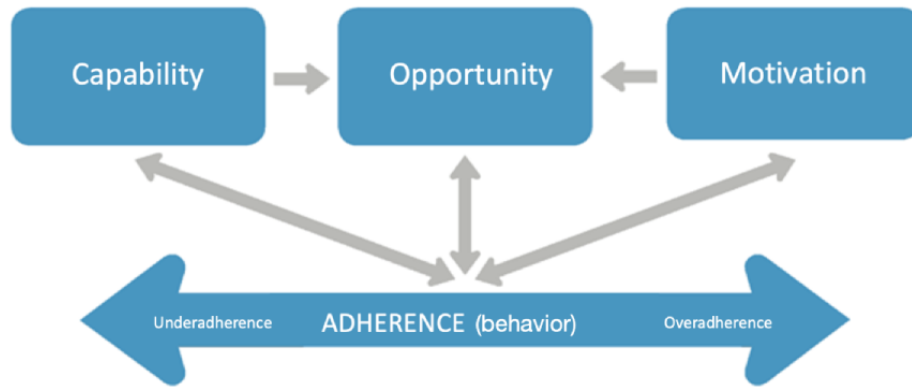 Capability
Opportunity
Motivation
Underadherence
ADHERENCE (behavior)
Overadherence